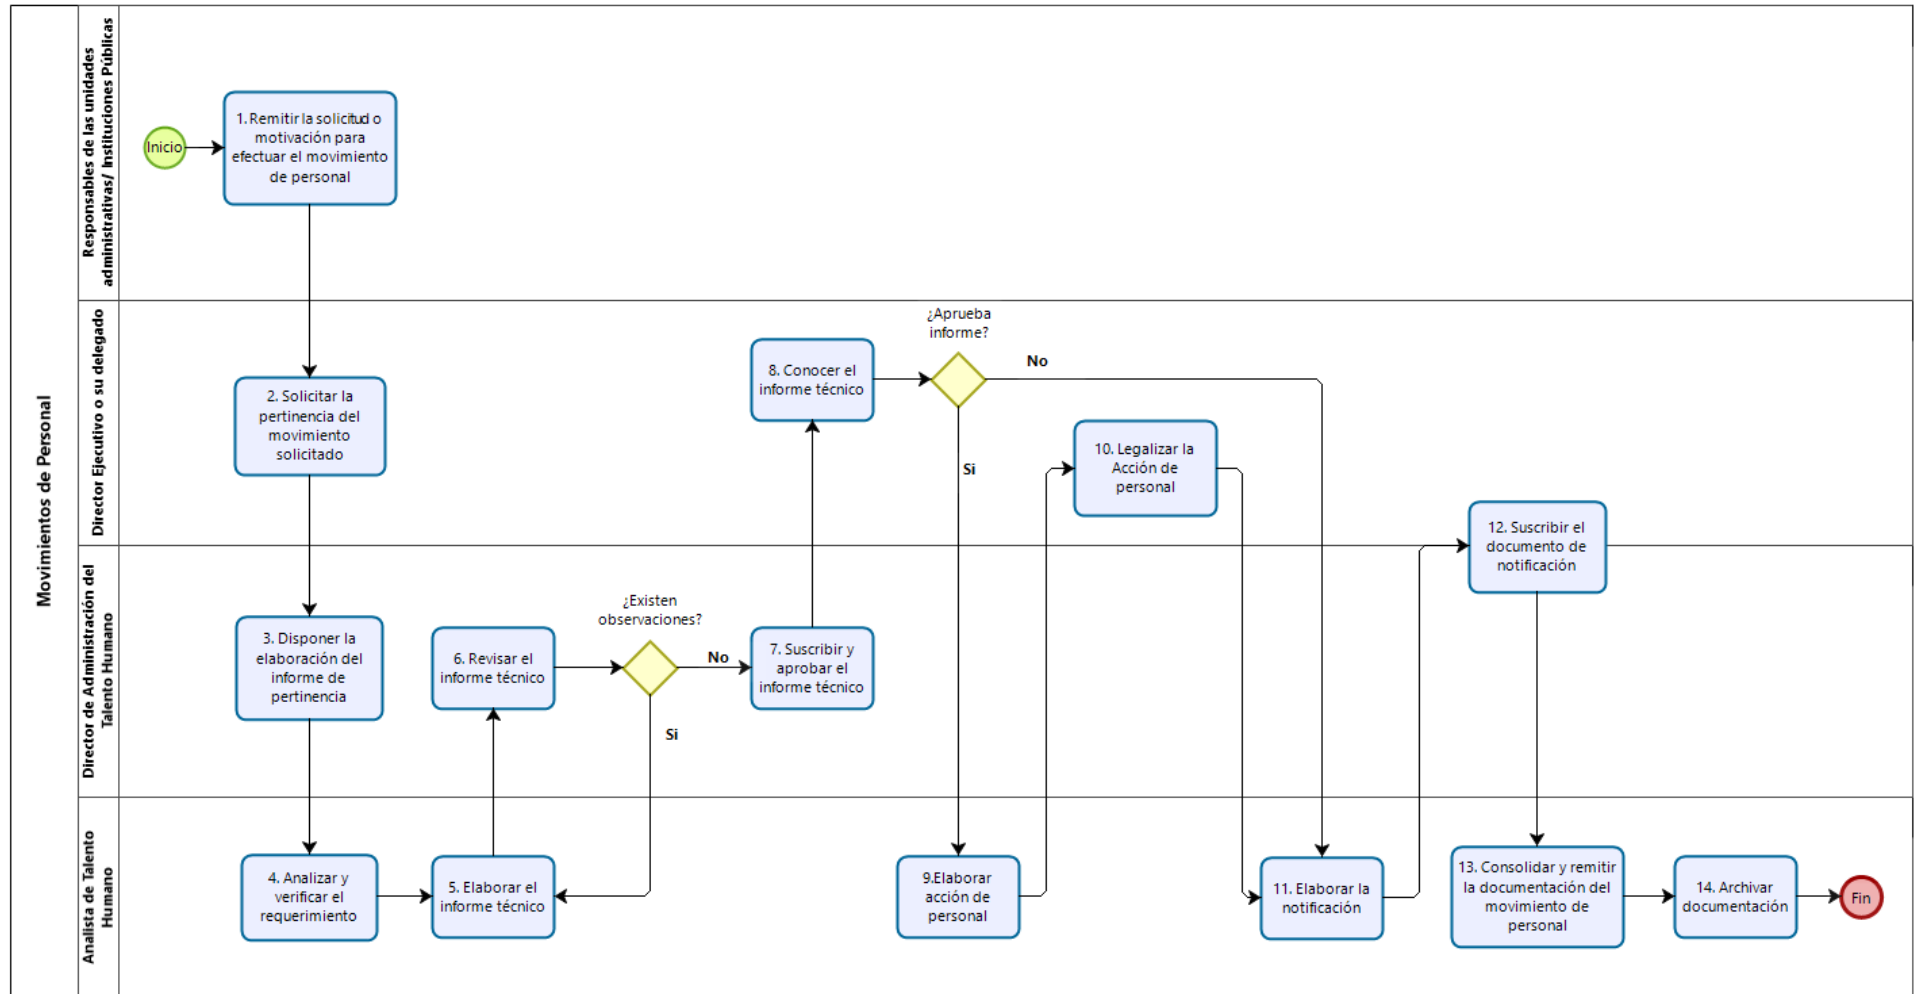 Movimientos de Personal
Responsables de las unidades
administrativas/ Instituciones Públicas
Inicio
1. Remitir la solicitud o
motivación para
efectuar el movimiento
de personal
Director Ejecutivo o su delegado
2. Solicitar la
pertinencia del
movimiento
solicitado
8. Conocer el
informe técnico
¿Aprueba
informe?
No
Si
10. Legalizar la
Acción de
personal
12. Suscribir el
documento de
notificación
Director de Administración del
Talento Humano
3. Disponer la
elaboración del
informe de
pertinencia
6. Revisar el
informe técnico
¿Existen
observaciones?
No
Si
7. Suscribir y
aprobar el
informe técnico
Analista de Talento
Humano
4. Analizar y
verificar el
requerimiento
5. Elaborar el
informe técnico
9.Elaborar
acción de
personal
11. Elaborar la
notificación
13. Consolidar y remitir
la documentación del
movimiento de
personal
14. Archivar
documentación
Fin